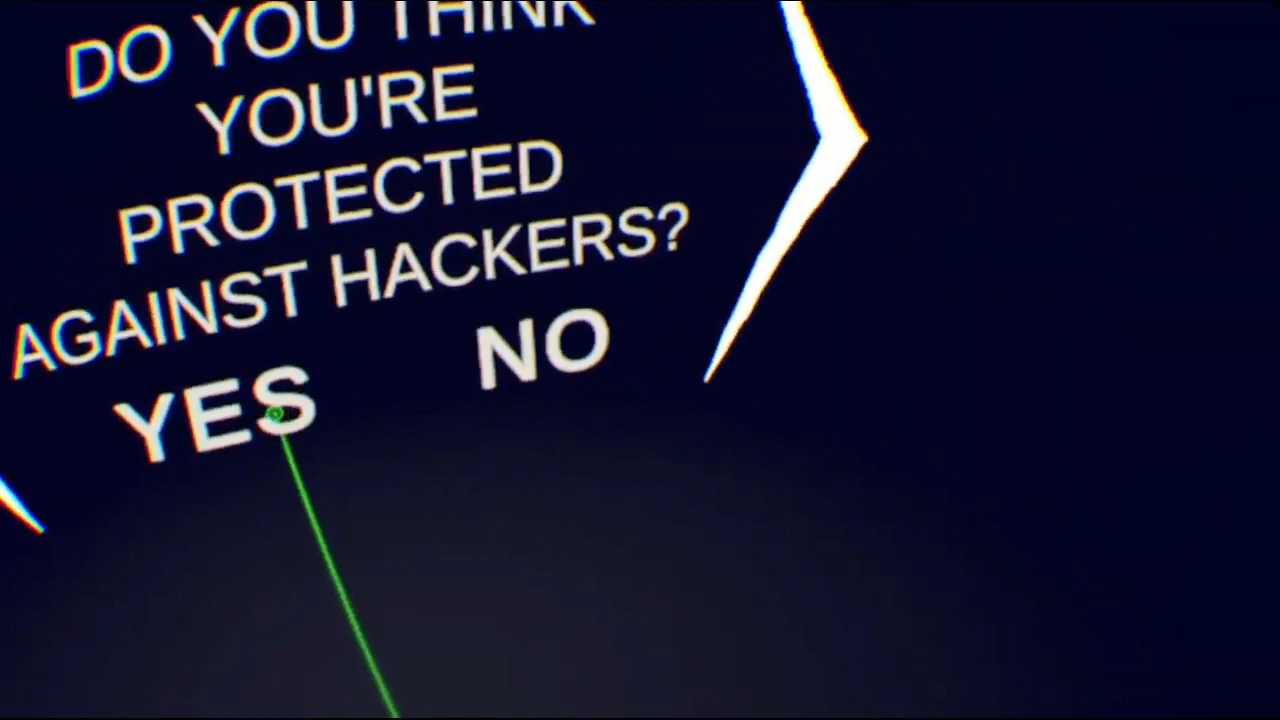 DO YOU THINK
YOU'RE
PROTECTED
AGAINST HACKERS?
YES NO